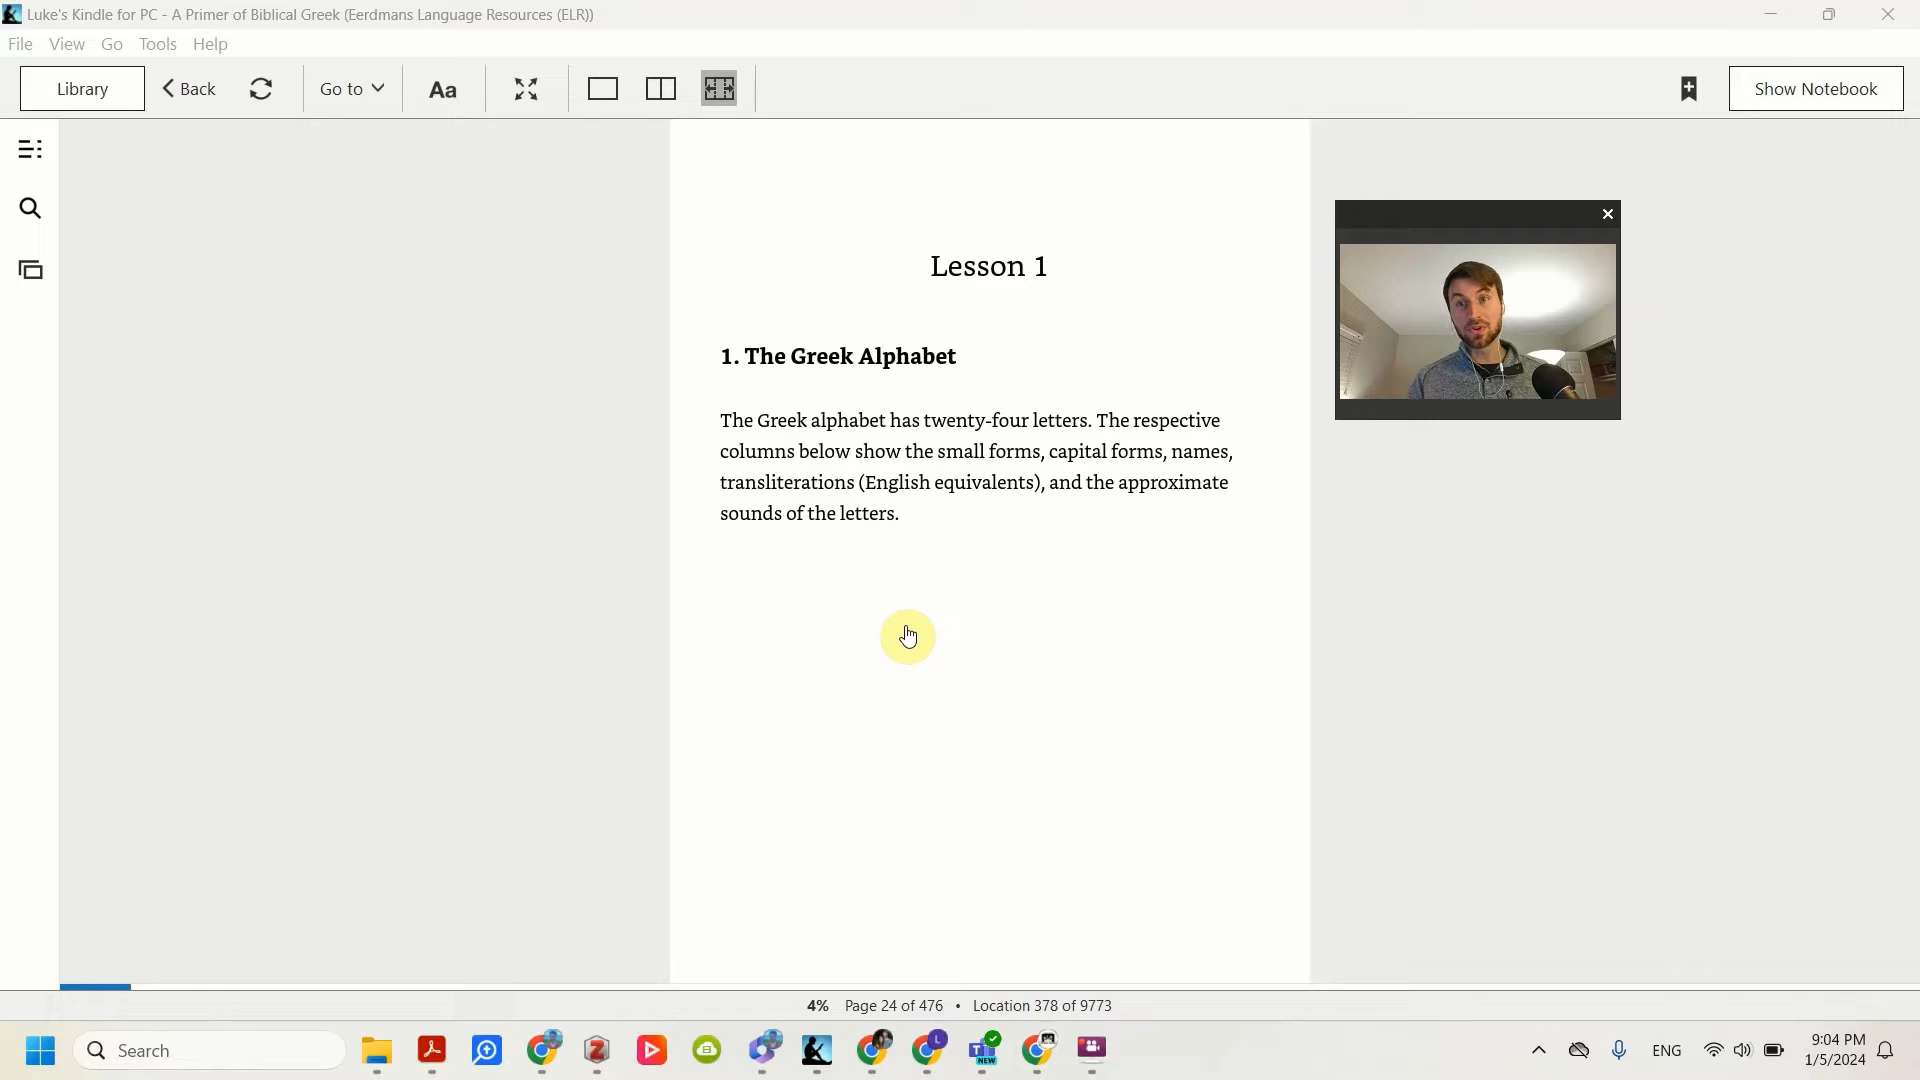 Luke's Kindle for PC - A Primer of Biblical Greek (Eerdmans Language Resources (ELR))
File View Go Tools Help
Library Back Go to Aa Show Notebook
Lesson 1
1. The Greek Alphabet
The Greek alphabet has twenty-four letters. The respective
columns below show the small forms, capital forms, names,
transliterations (English equivalents), and the approximate
sounds of the letters.
4% Page 24 of 476 • Location 378 of 9773
Search
L
NEW
ENG
9:04 PM
1/5/2024